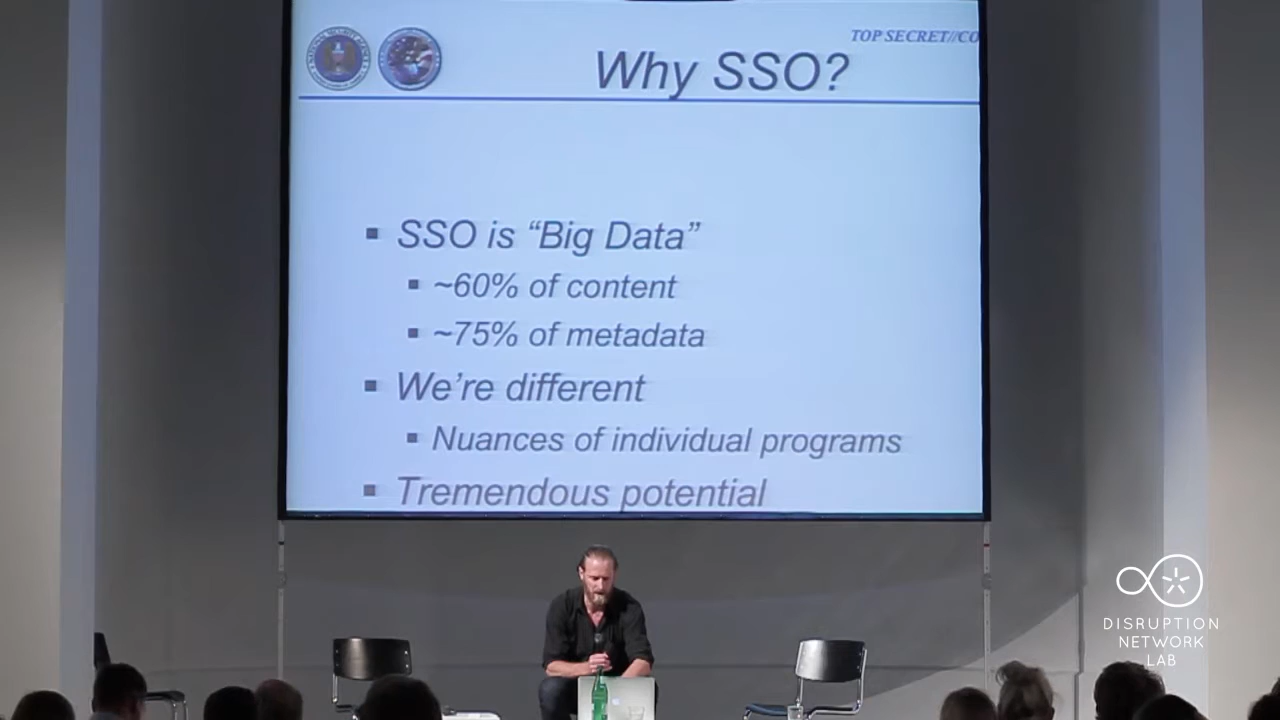 TOP SECRET//CO
Why SSO?
▪ SSO is “Big Data”
▪ ~60% of content
▪ ~75% of metadata
▪ We’re different
▪ Nuances of individual programs
▪ Tremendous potential
DISRUPTION
NETWORK
LAB